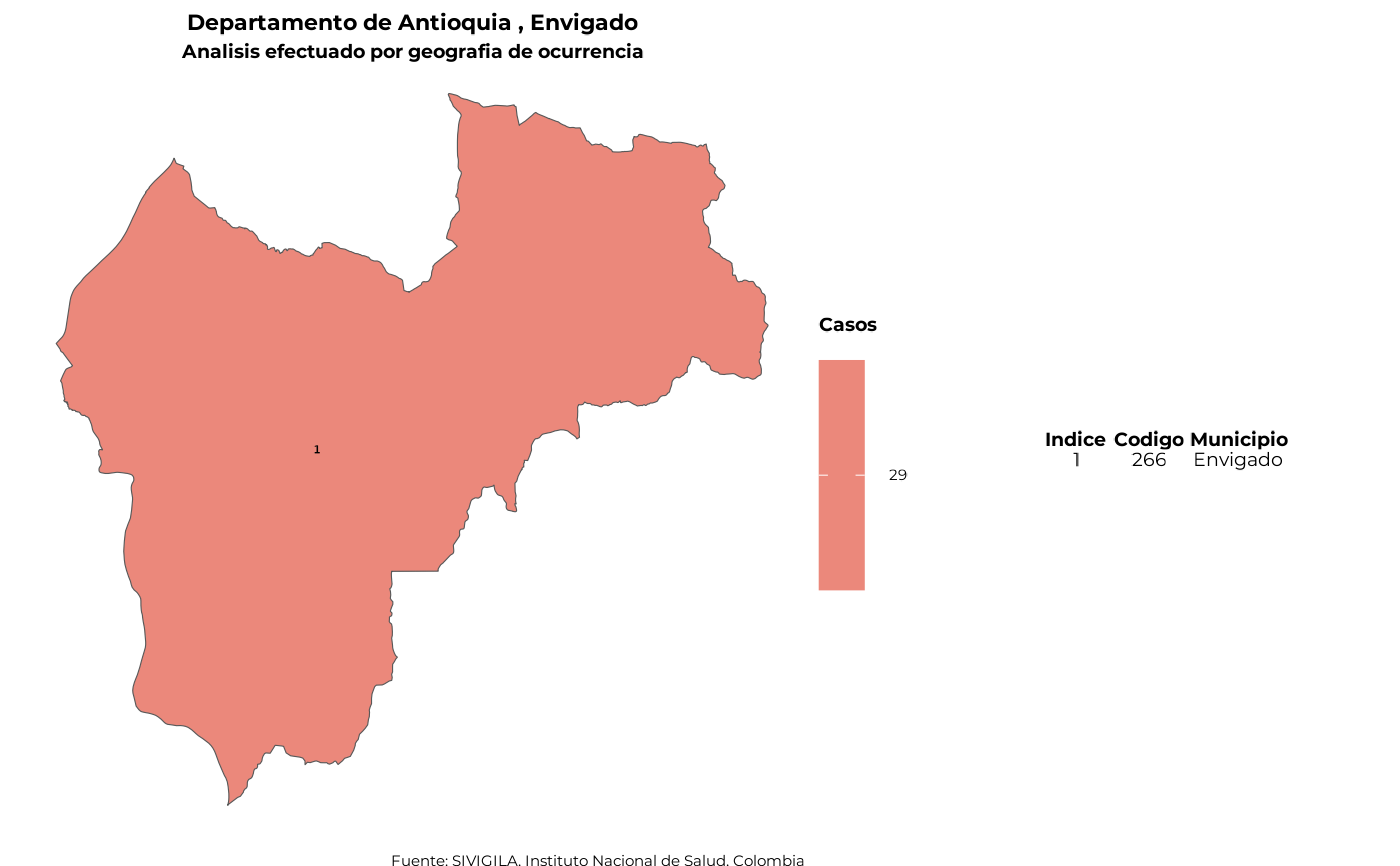 Departamento de Antioquia , Envigado
Analisis efectuado por geografia de ocurrencia
1
Casos
29
Indice Codigo Municipio
1 266 Envigado
Fuente: SIVIGILA, Instituto Nacional de Salud, Colombia